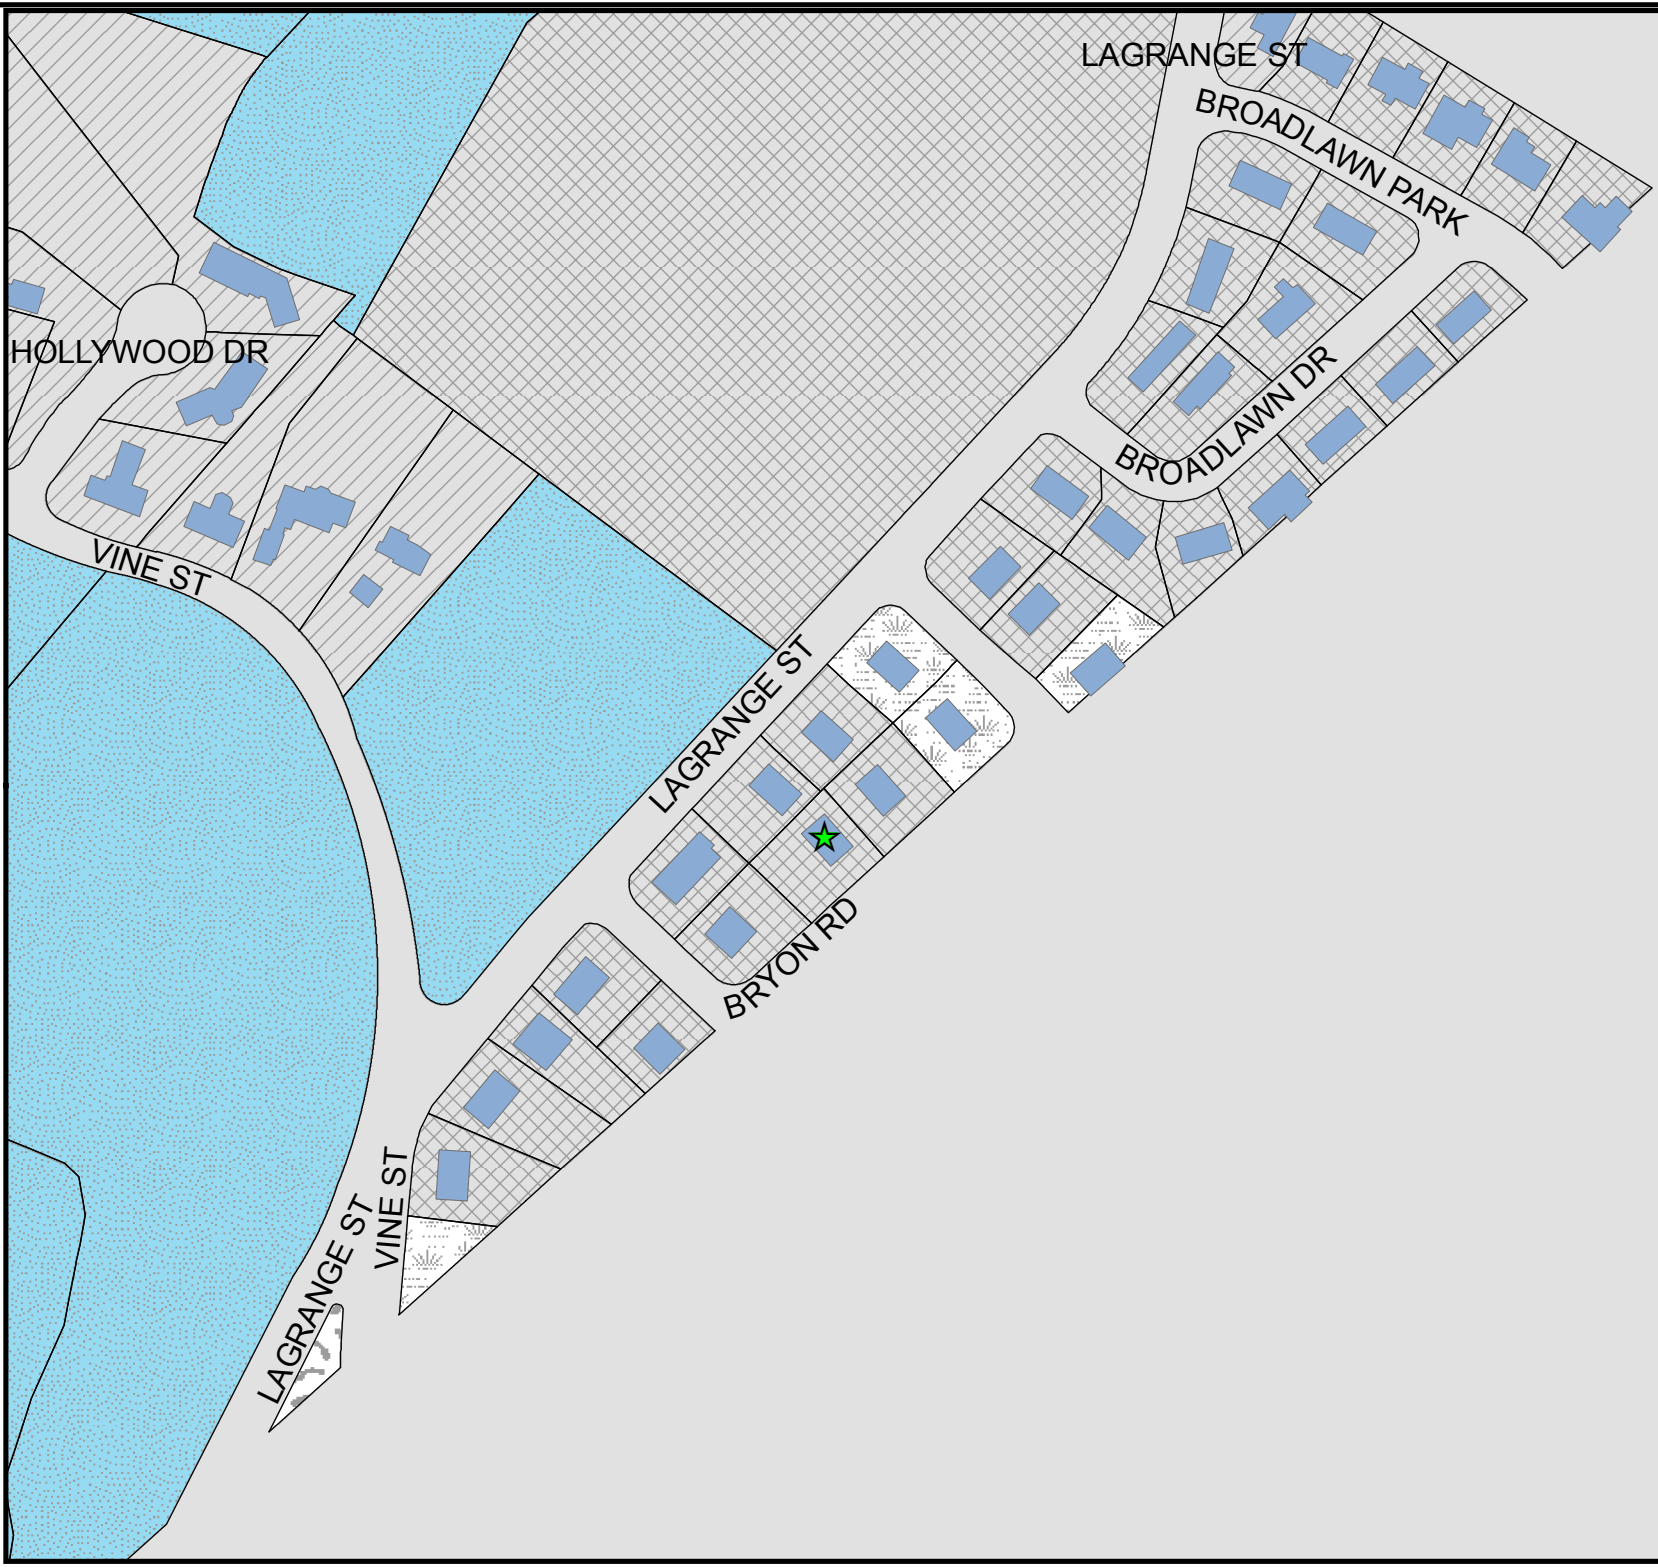 LAGRANGE ST
BROADLAWN PARK
HOLLYWOOD DR
BROADLAWN DR
VINE ST
LAGRANGE ST
BRYON RD
VINE ST
LAGRANGE ST